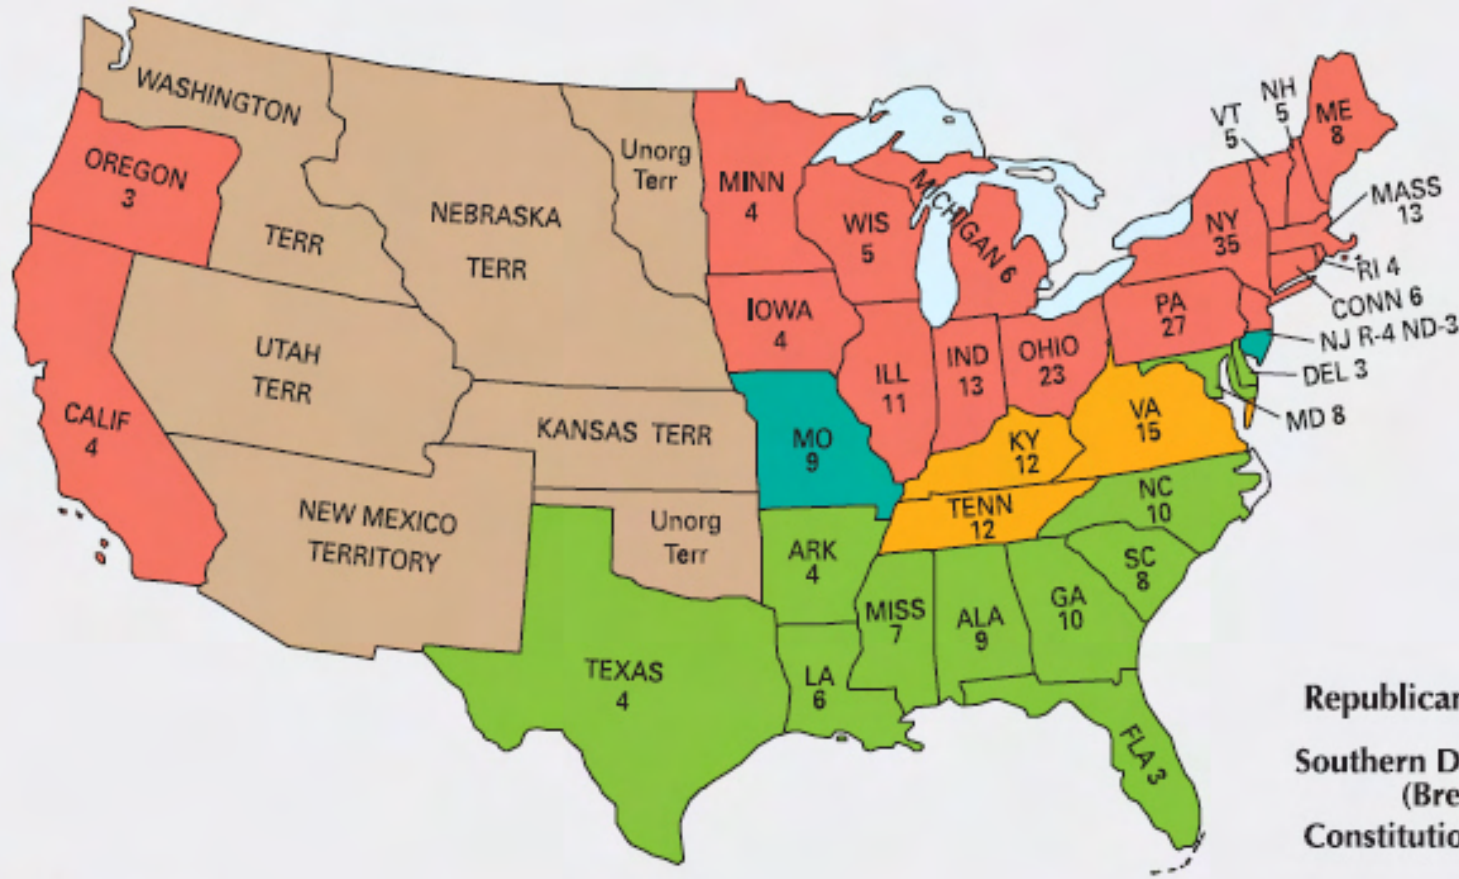 WASHINGTON
TERR
OREGON
3
CALIF
4
NEBRASKA
TERR
Unorg
Terr
UTAH
TERR
KANSAS TERR
NEW MEXICO
TERRITORY
Unorg
Terr
TEXAS
4
MINN
4
WIS
5
MICHIGAN 6
IOWA
4
ILL
11
IND
13
OHIO
23
MO
9
KY
12
TENN
12
VA
15
NC
10
SC
8
ARK
4
MISS
7
ALA
9
GA
10
LA
6
FLA 3
PA
27
NY
35
VT
5
NH
5
ME
8
MASS
13
RI 4
CONN 6
NJ R-4 ND-3
DEL 3
MD 8
Republican
Southern D
(Bre
Constitutio